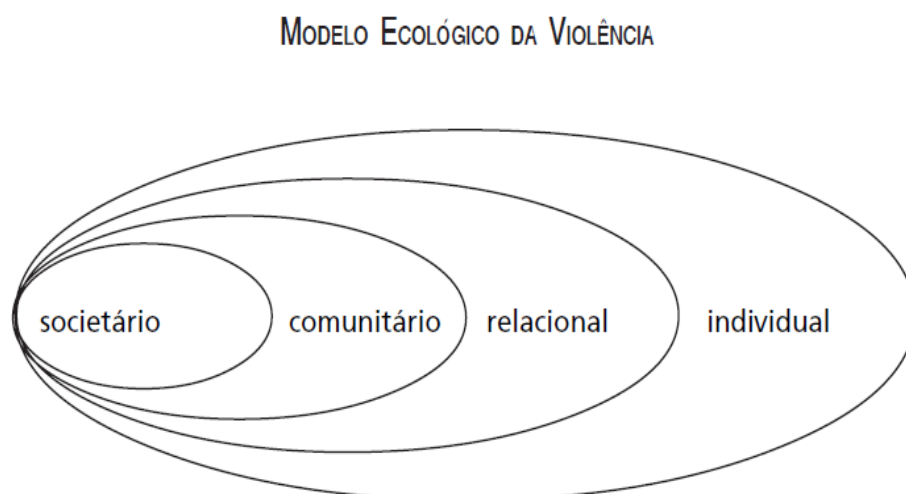 MODELO ECOLÓGICO DA VIOLÊNCIA
societário comunitário relacional individual